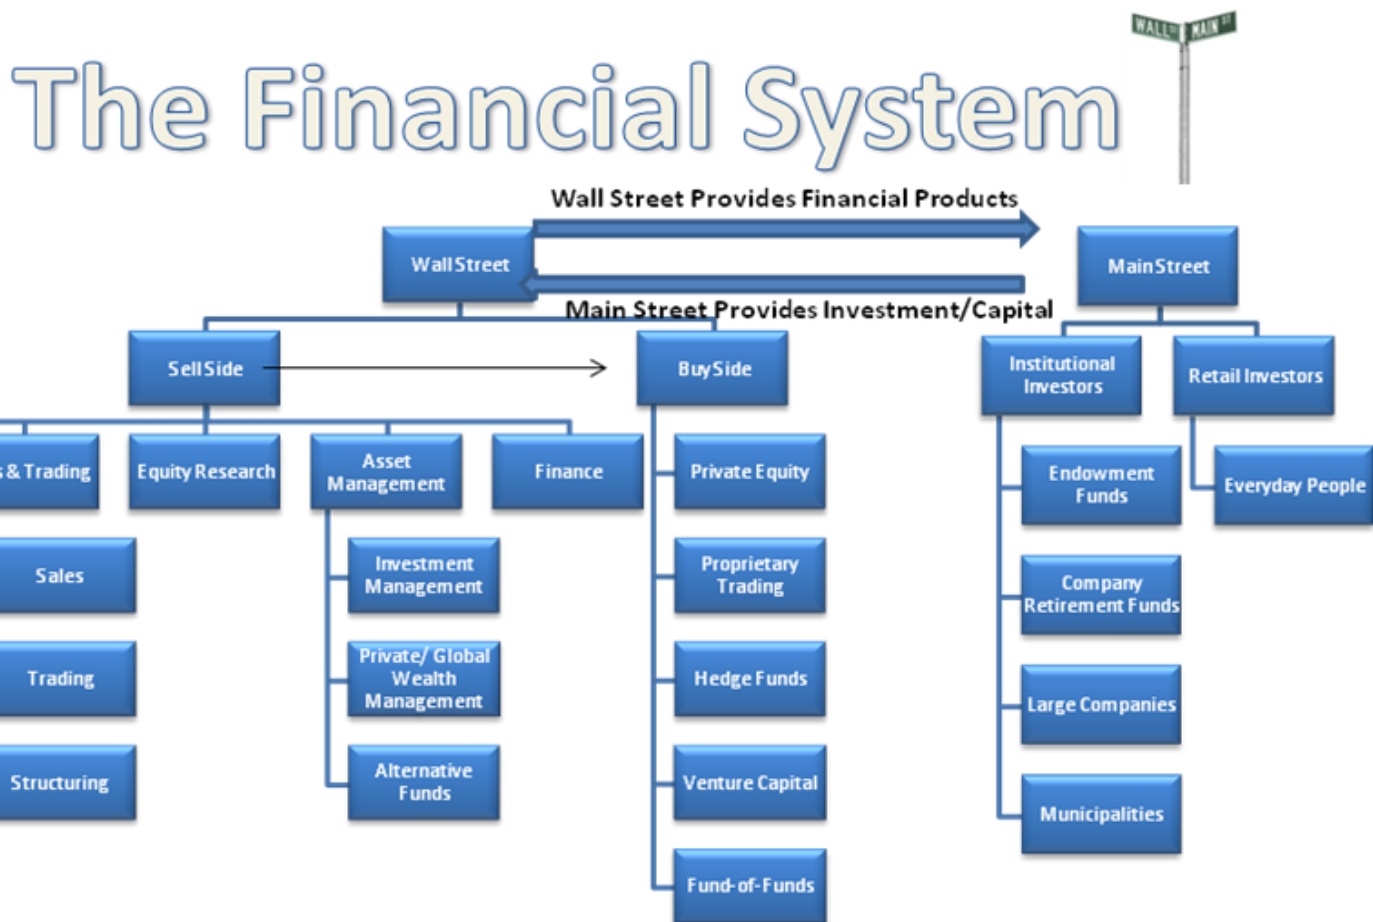 WALL ST MAIN ST
The Financial System
Wall Street Provides Financial Products
Wall Street
Main Street
Main Street Provides Investment/Capital
Sell Side
Buy Side
Institutional
Investors
Retail Investors
& Trading
Equity Research
Asset
Management
Finance
Private Equity
Endowment
Funds
Everyday People
Sales
Investment
Management
Proprietary
Trading
Company
Retirement Funds
Trading
Private/ Global
Wealth
Management
Hedge Funds
Large Companies
Structuring
Alternative
Funds
Venture Capital
Municipalities
Fund-of-Funds